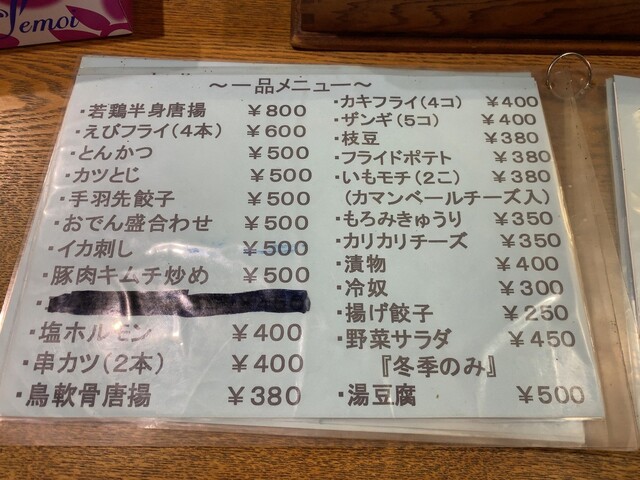 Temoi
～一品メニュー～
・若鶏半身唐揚 ￥800
・えびフライ(4本) ￥600
・とんかつ ￥500
・カツとじ ￥500
・手羽先餃子 ￥500
・おでん盛合わせ ￥500
・イカ刺し ￥500
・豚肉キムチ炒め ￥500
・塩ホルモン ￥400
・串カツ(2本) ￥400
・鳥軟骨唐揚 ￥380
・カキフライ(4コ) ￥400
・ザンギ(5コ) ￥400
・枝豆 ￥380
・フライドポテト ￥380
・いもモチ(2こ) ￥380
(カマンベールチーズ入)
・もろみきゅうり ￥350
・カリカリチーズ ￥350
・漬物 ￥400
・冷奴 ￥300
・揚げ餃子 ￥250
・野菜サラダ ￥450
『冬季のみ』
・湯豆腐 ￥500